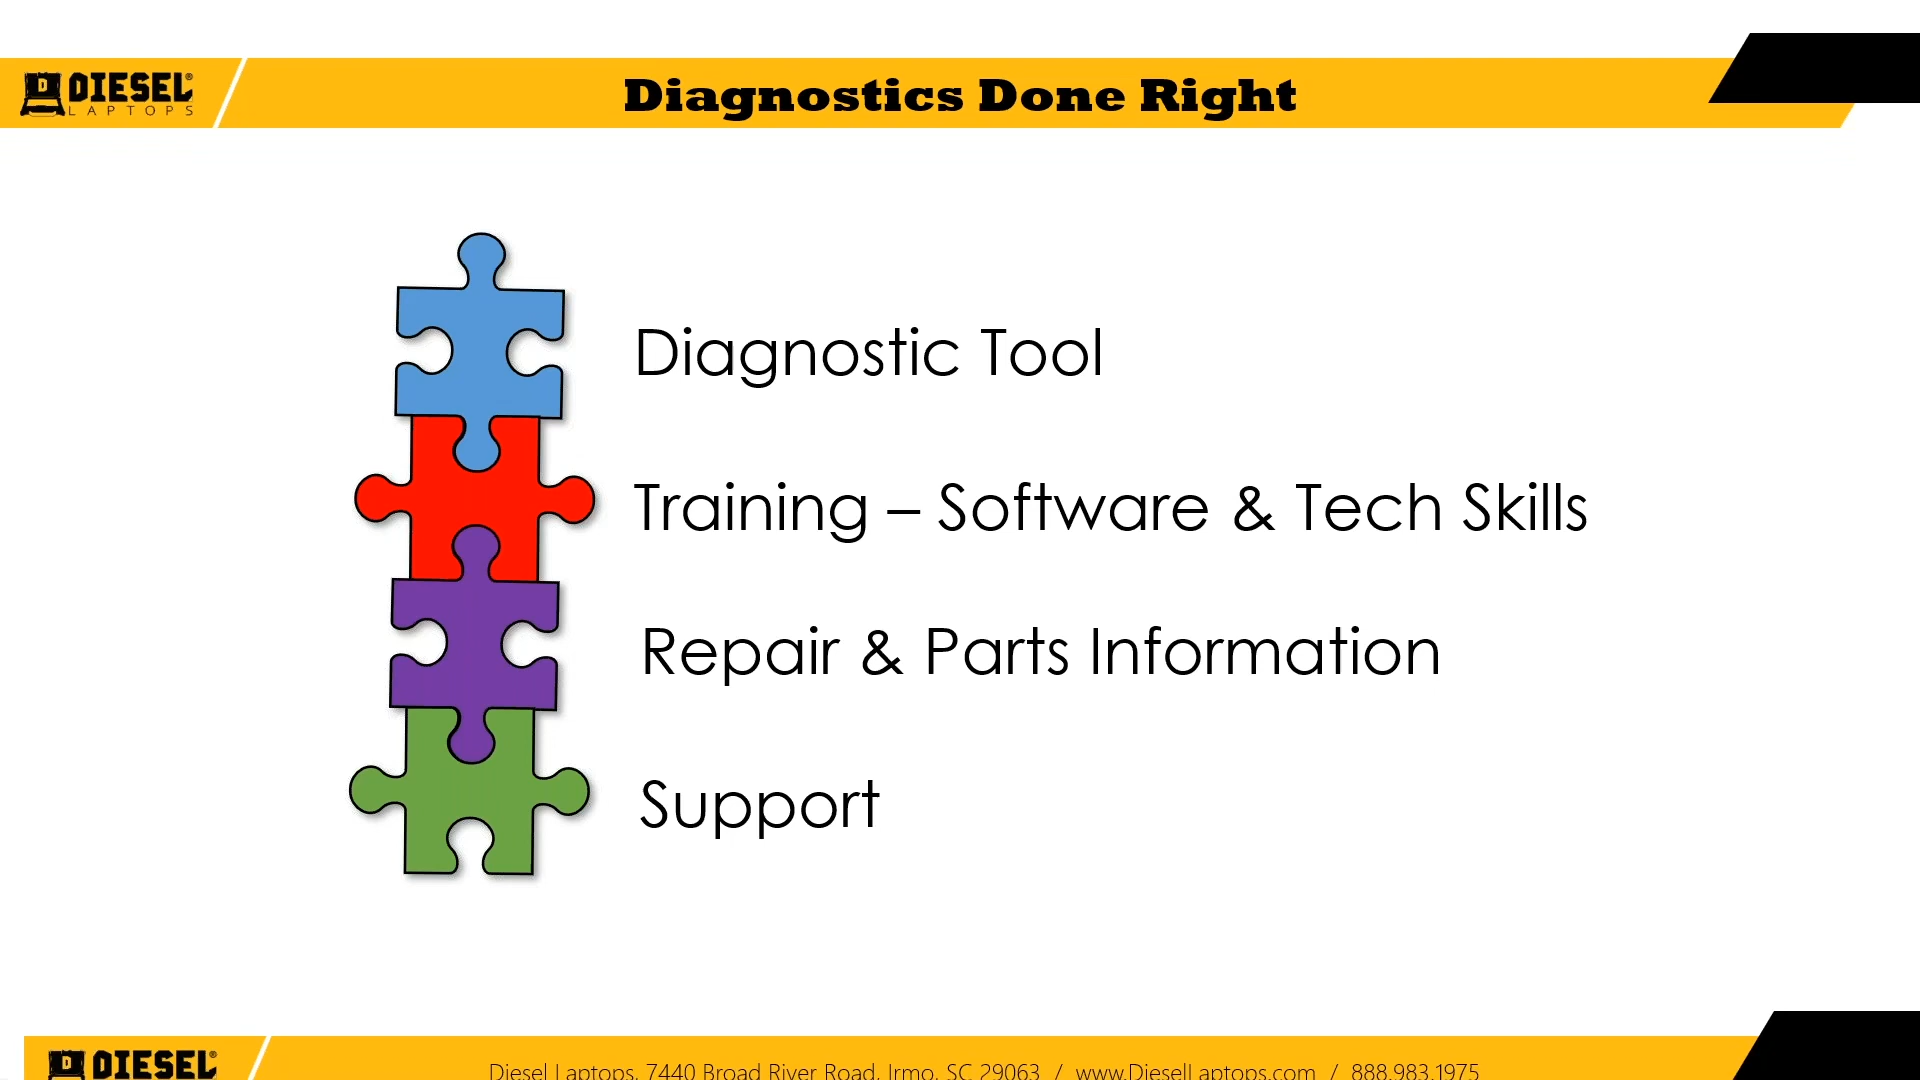 DIESEL®
LAPTOPS
Diagnostics Done Right
Diagnostic Tool
Training – Software & Tech Skills
Repair & Parts Information
Support
DIESEL®
Diesel Laptops, 7440 Broad River Road, Irmo, SC 29063 / www.DieselLaptops.com / 888.983.1975